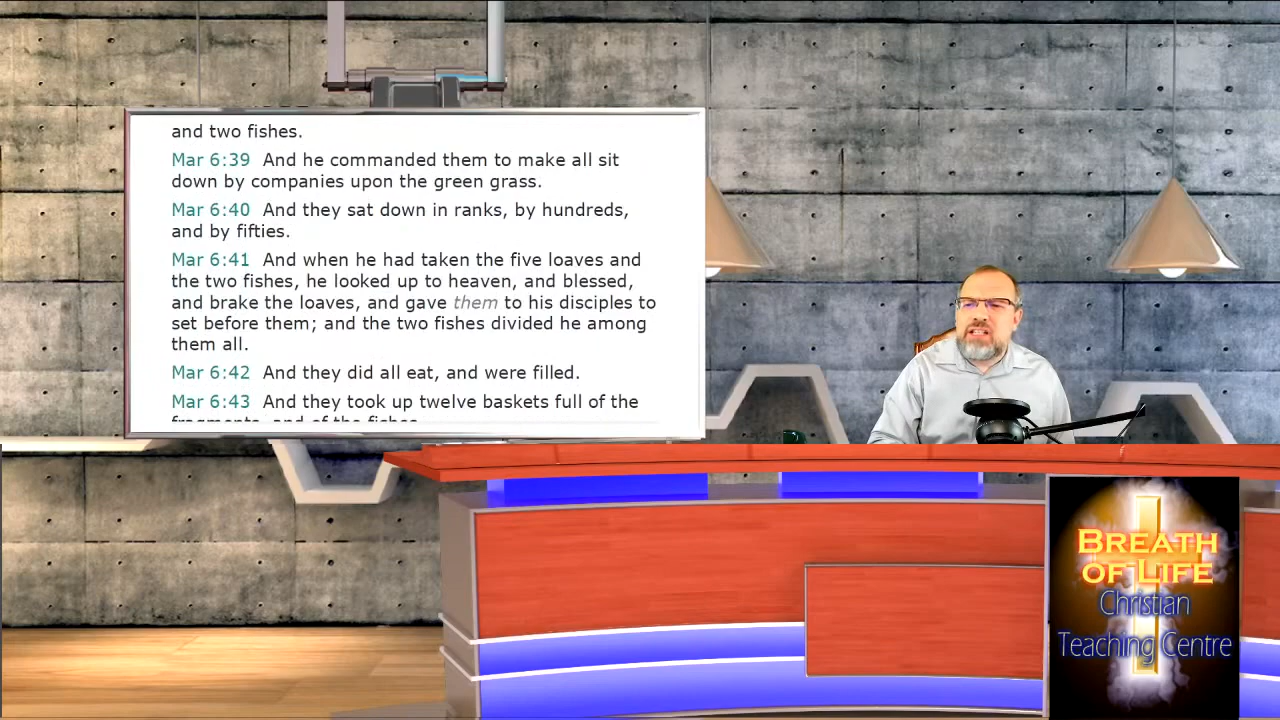 and two fishes.
Mar 6:39 And he commanded them to make all sit
down by companies upon the green grass.
Mar 6:40 And they sat down in ranks, by hundreds,
and by fifties.
Mar 6:41 And when he had taken the five loaves and
the two fishes, he looked up to heaven, and blessed,
and brake the loaves, and gave them to his disciples to
set before them; and the two fishes divided he among
them all.
Mar 6:42 And they did all eat, and were filled.
Mar 6:43 And they took up twelve baskets full of the
fragments, and of the fishes.
BREATH
OF LIFE
Christian
Teaching Centre